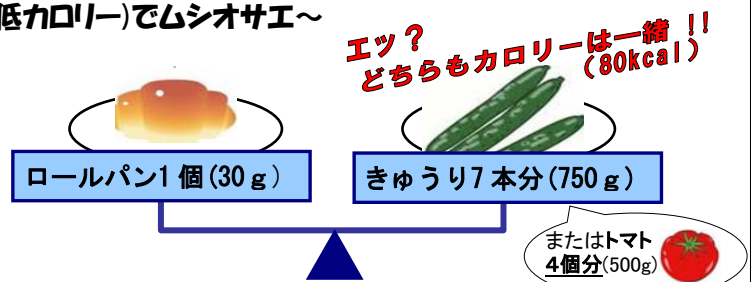 低カロリー)でムシオサエ～
エッ？
どちらもカロリーは一緒 !!
(80kcal)
ロールパン1 個(30ｇ)
きゅうり7 本分(750ｇ)
またはトマト
4個分(500g)